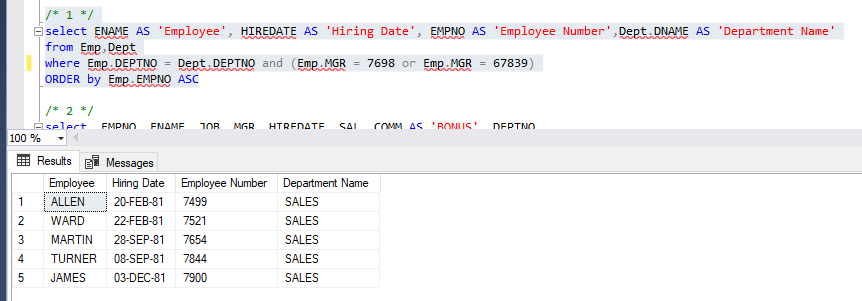 /* 1 */
select ENAME AS 'Employee', HIREDATE AS 'Hiring Date', EMPNO AS 'Employee Number',Dept.DNAME AS 'Department Name'
from Emp,Dept
where Emp.DEPTNO = Dept.DEPTNO and (Emp.MGR = 7698 or Emp.MGR = 67839)
ORDER by Emp.EMPNO ASC
/* 2 */
select EMPNO, ENAME, JOB, MGR, HIREDATE, SAL, COMM AS 'BONUS', DEPTNO
100 %
Results Messages
Employee Hiring Date Employee Number Department Name
1 ALLEN 20-FEB-81 7499 SALES
2 WARD 22-FEB-81 7521 SALES
3 MARTIN 28-SEP-81 7654 SALES
4 TURNER 08-SEP-81 7844 SALES
5 JAMES 03-DEC-81 7900 SALES